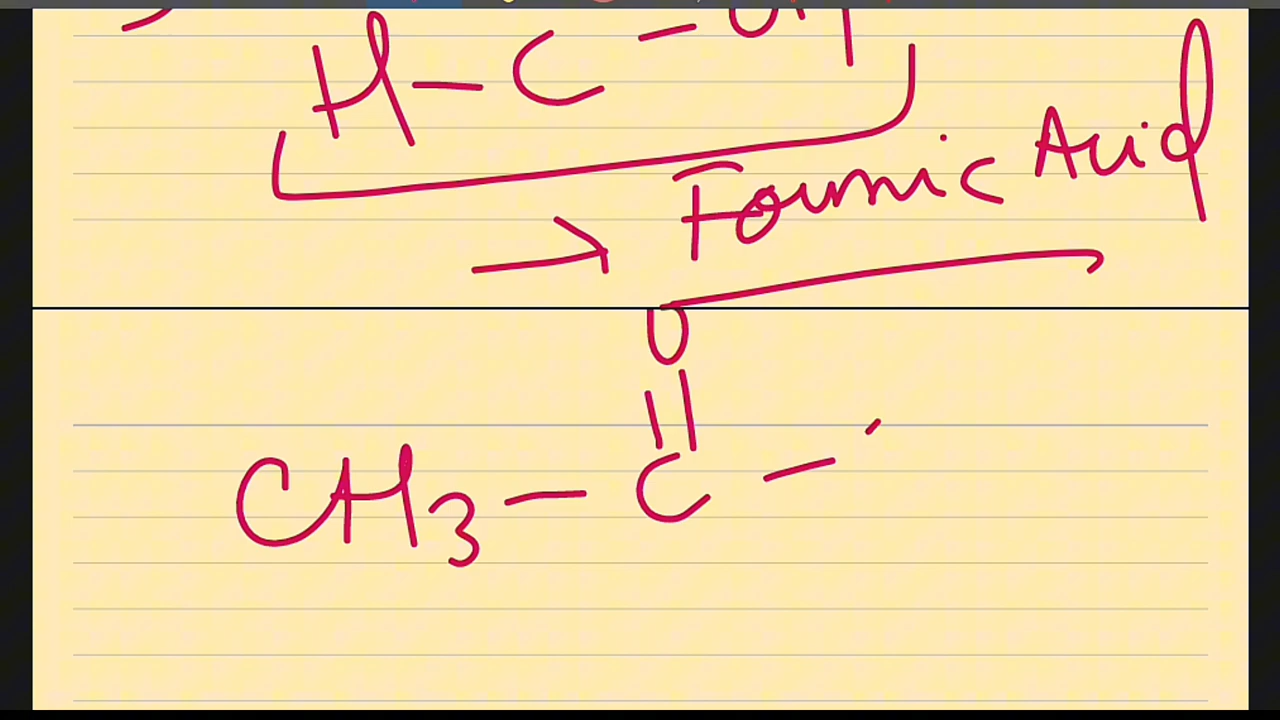 H-C-OH
→ Formic Acid
O
||
CH3-C-